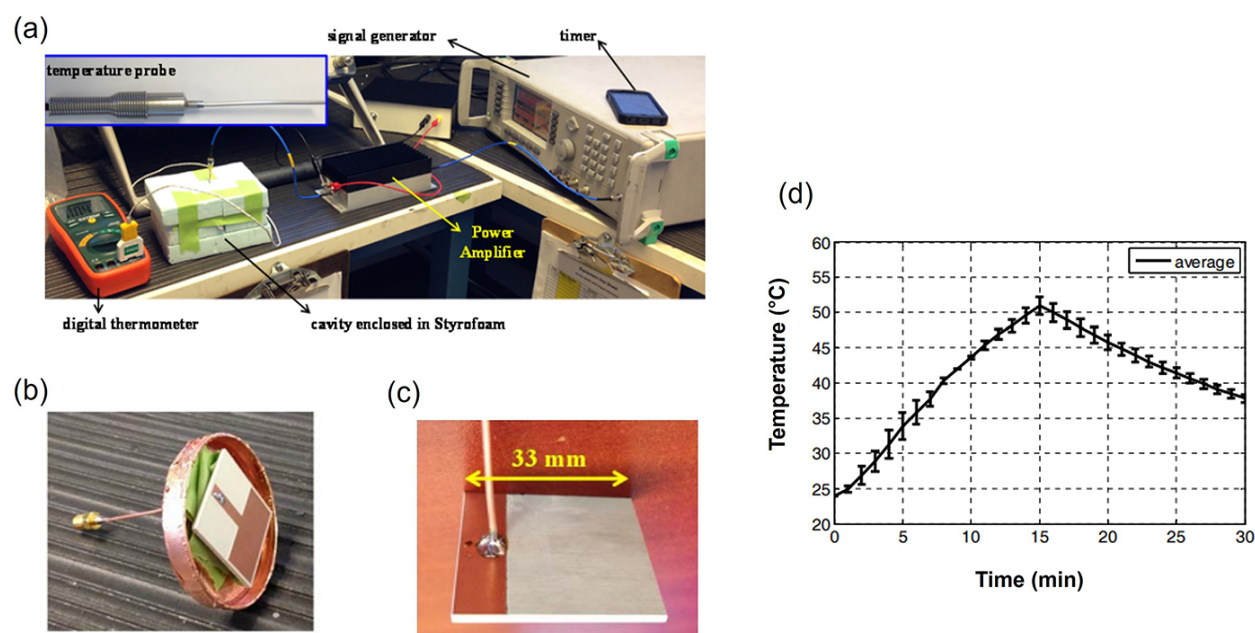 (a)
signal generator
timer
temperature probe
Power
Amplifier
digital thermometer
cavity enclosed in Styrofoam
(b)
(c)
33 mm
(d)
60
55
50
45
40
35
30
25
20
0
5
10
15
20
25
30
average
Temperature (°C)
Time (min)